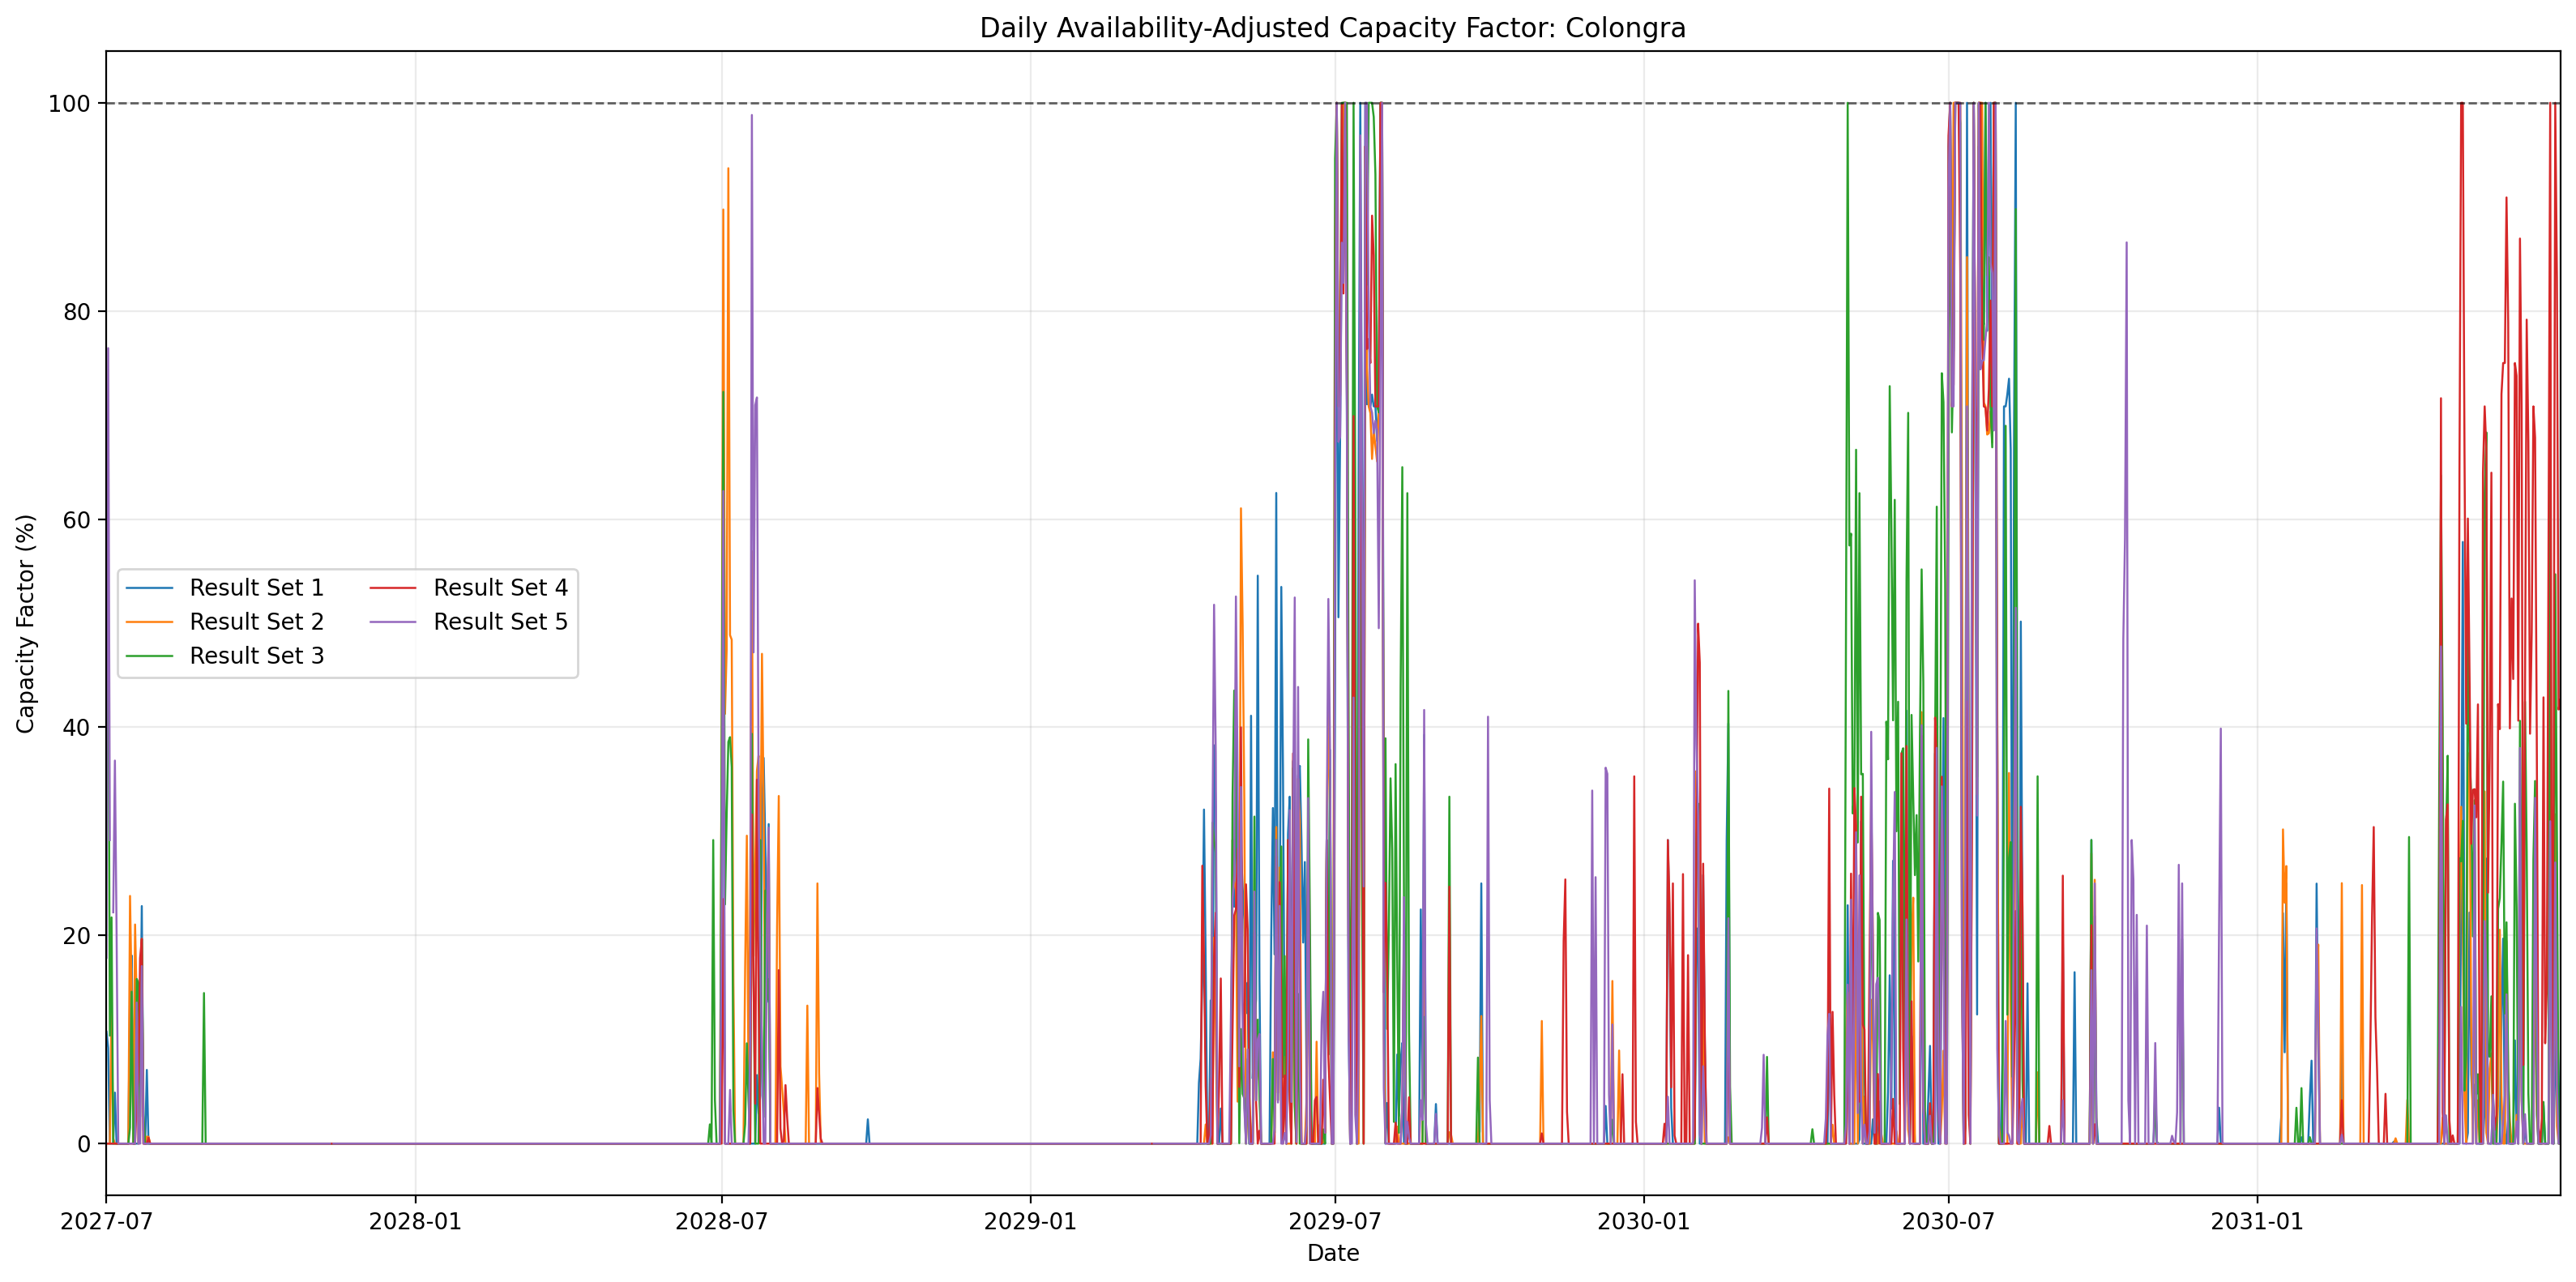 Daily Availability-Adjusted Capacity Factor: Colongra
Capacity Factor (%)
100
80
60
40
20
0
Result Set 1
Result Set 2
Result Set 3
Result Set 4
Result Set 5
2027-07
2028-01
2028-07
2029-01
2029-07
2030-01
2030-07
2031-01
Date